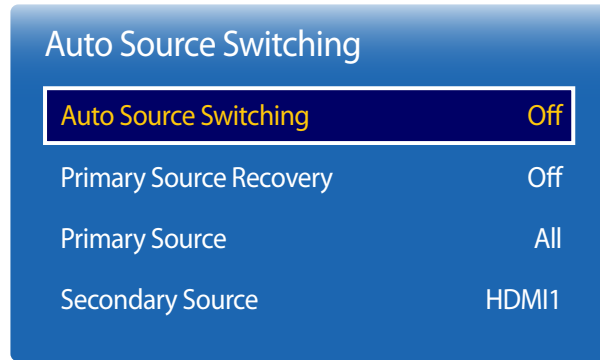 Auto Source Switching
Auto Source Switching Off
Primary Source Recovery Off
Primary Source All
Secondary Source HDMI1